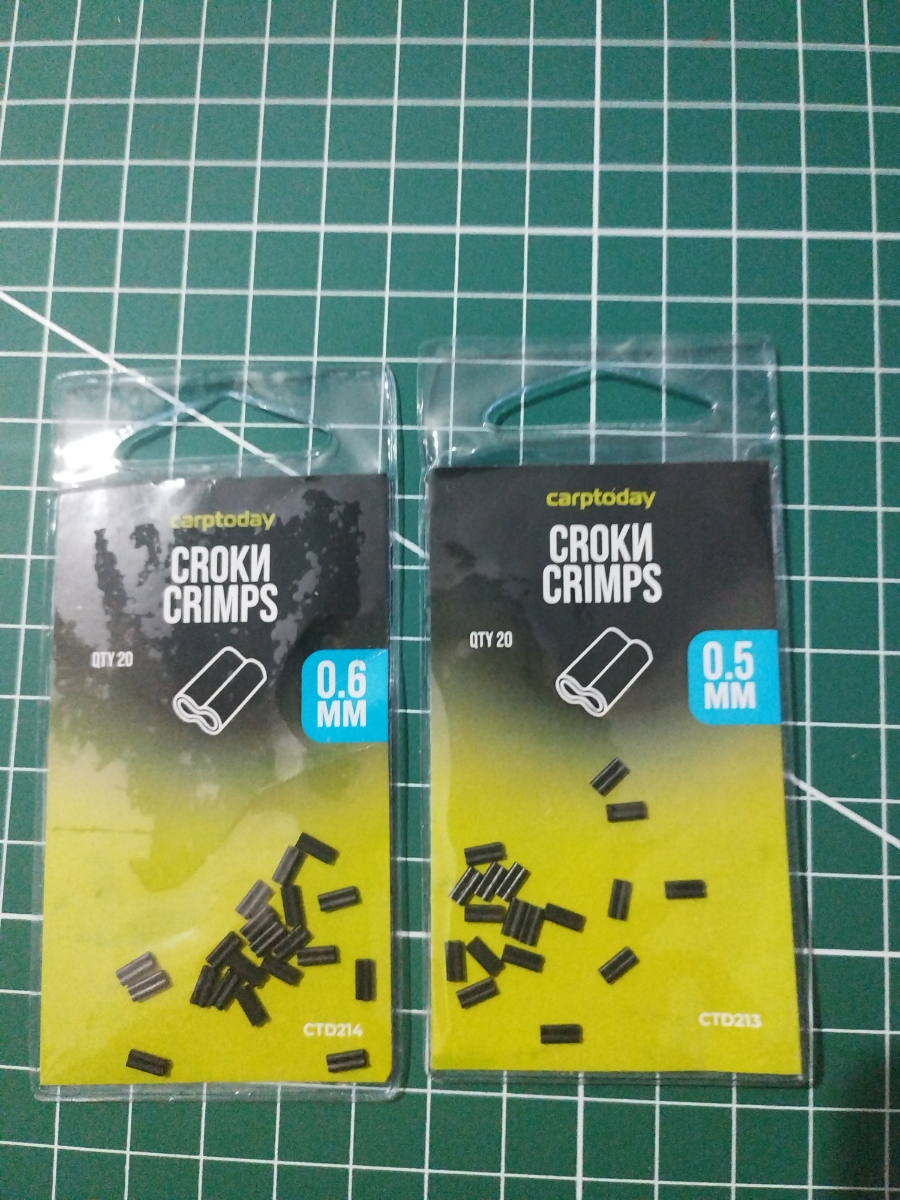 carptoday
CROKИ
CRIMPS
QTY 20
0.6
MM
CTD214
carptoday
CROKИ
CRIMPS
QTY 20
0.5
MM
CTD213